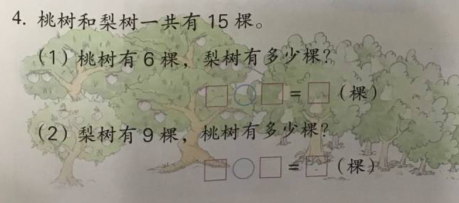 4. 桃树和梨树一共有15棵。
(1)桃树有6棵，梨树有多少棵?
□○□=□(棵)
(2)梨树有9棵，桃树有多少棵?
□○□=□(棵)